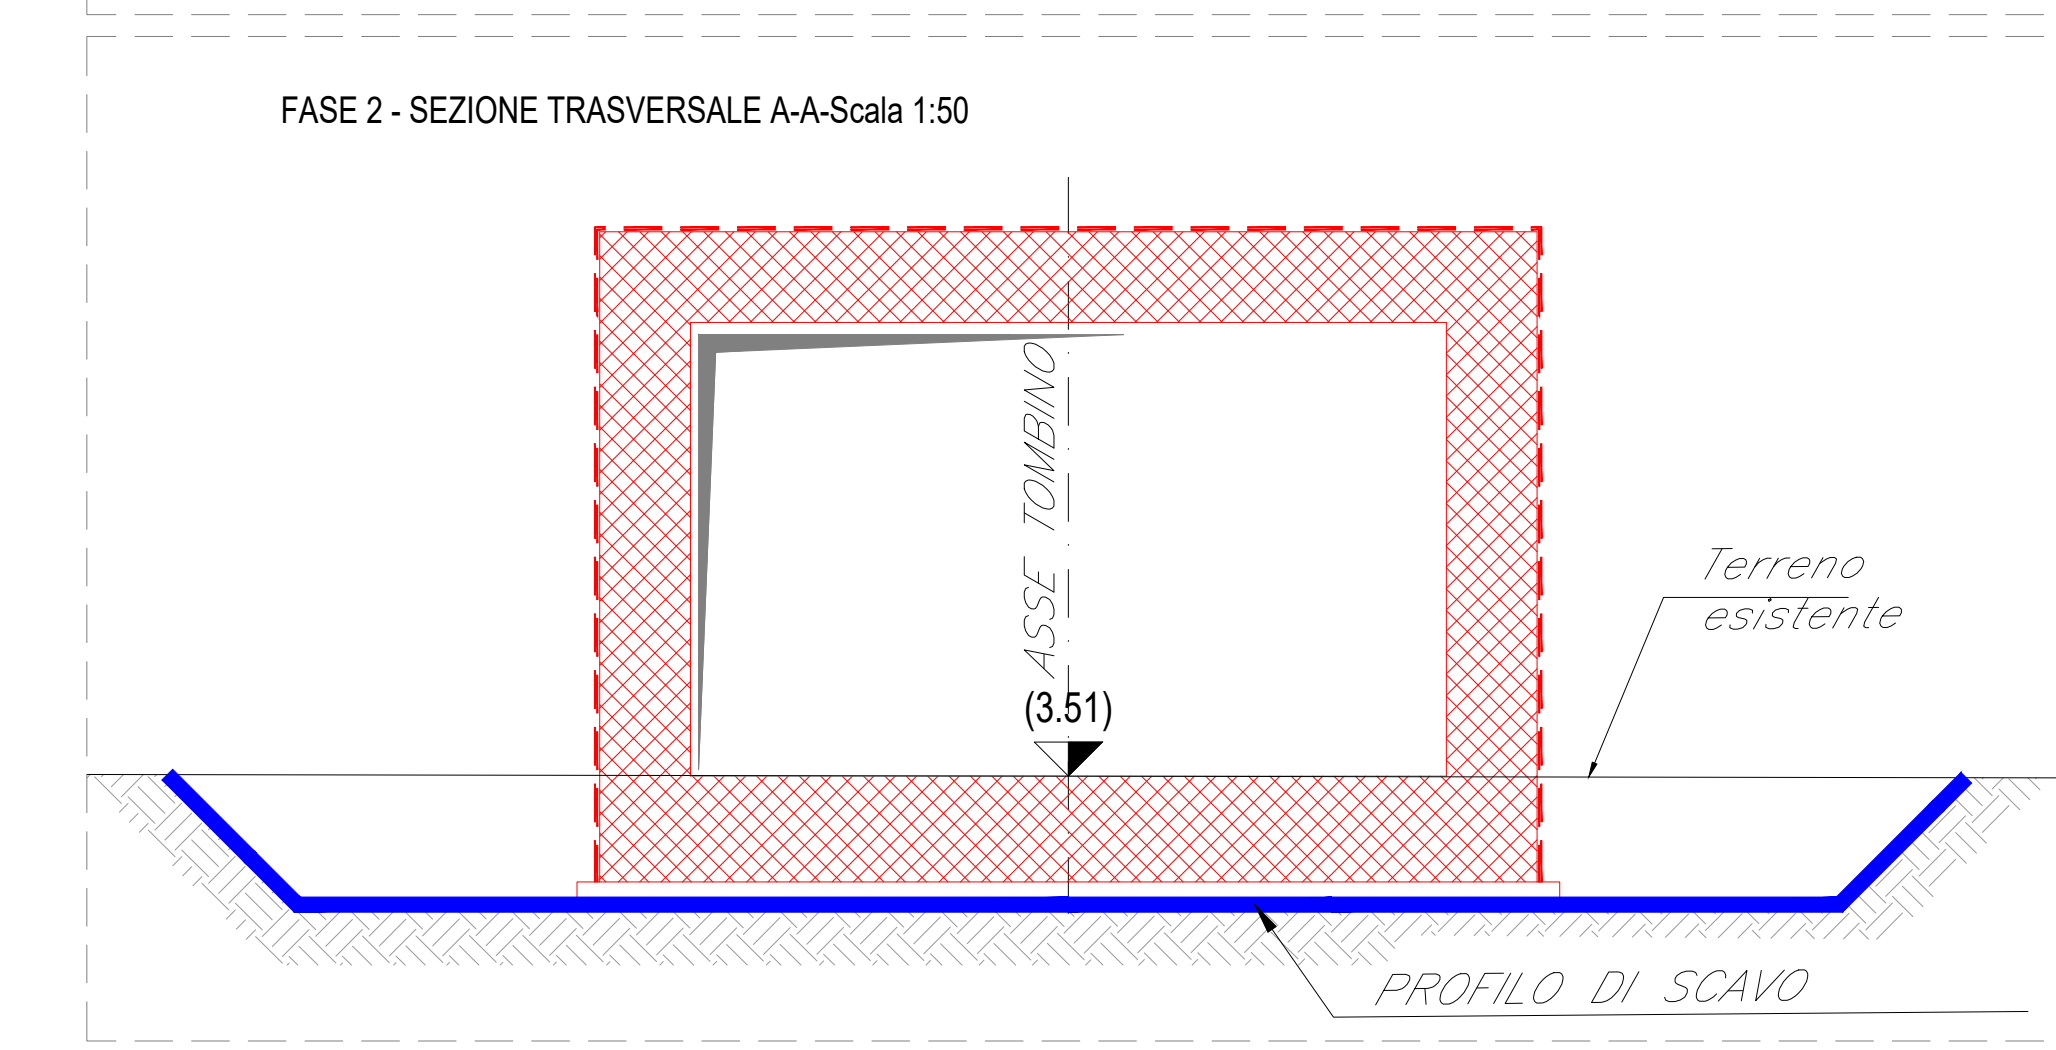 FASE 2 - SEZIONE TRASVERSALE A-A-Scala 1:50
ASSE TOMBINO
(3.51)
Terreno
esistente
PROFILO DI SCAVO